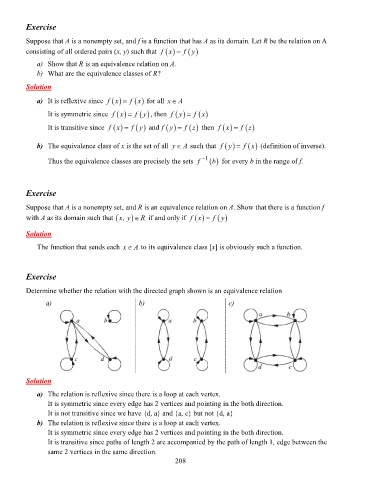 Exercise
Suppose that A is a nonempty set, and f is a function that has A as its domain. Let R be the relation on A
consisting of all ordered pairs (x, y) such that f(x) = f(y)
a) Show that R is an equivalence relation on A.
b) What are the equivalence classes of R?
Solution
a) It is reflexive since f(x) = f(x) for all x ∈ A
It is symmetric since f(x) = f(y), then f(y) = f(x)
It is transitive since f(x) = f(y) and f(y) = f(z) then f(x) = f(z)
b) The equivalence class of x is the set of all y ∈ A such that f(y) = f(x) (definition of inverse).
Thus the equivalence classes are precisely the sets f⁻¹(b) for every b in the range of f.
Exercise
Suppose that A is a nonempty set, and R is an equivalence relation on A. Show that there is a function f
with A as its domain such that (x, y) ∈ R if and only if f(x) = f(y)
Solution
The function that sends each x ∈ A to its equivalence class [x] is obviously such a function.
Exercise
Determine whether the relation with the directed graph shown is an equivalence relation
a) b) c)
a b a b a b
c d d c d c
Solution
a) The relation is reflexive since there is a loop at each vertex.
It is symmetric since every edge has 2 vertices and pointing in the both direction.
It is not transitive since we have {d, a} and {a, c} but not {d, a}
b) The relation is reflexive since there is a loop at each vertex.
It is symmetric since every edge has 2 vertices and pointing in the both direction.
It is transitive since paths of length 2 are accompanied by the path of length 1, edge between the
same 2 vertices in the same direction.
208